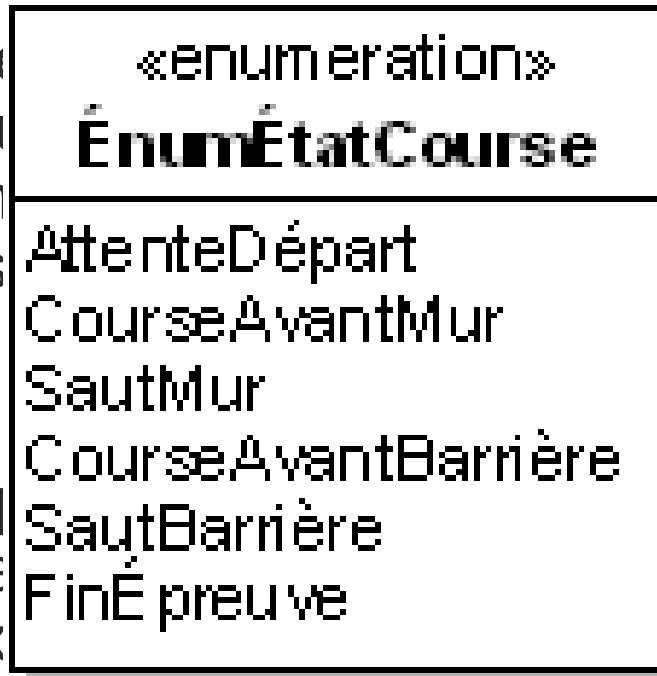 «enumeration»
ÉnumÉtatCourse
AttenteDépart
CourseAvantMur
SautMur
CourseAvantBarrière
SautBarrière
FinÉpreuve